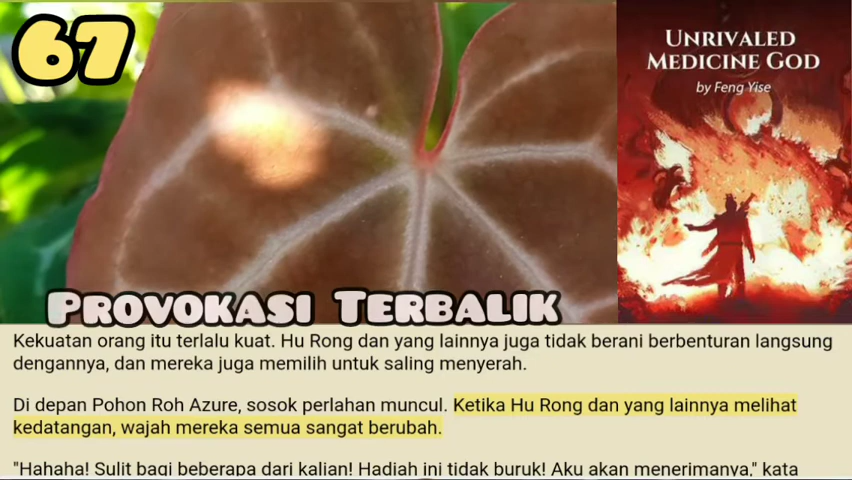 67
UNRIVALED
MEDICINE GOD
by Feng Yise
PROVOKASI TERBALIK
Kekuatan orang itu terlalu kuat. Hu Rong dan yang lainnya juga tidak berani berbenturan langsung
dengannya, dan mereka juga memilih untuk saling menyerah.
Di depan Pohon Roh Azure, sosok perlahan muncul. Ketika Hu Rong dan yang lainnya melihat
kedatangan, wajah mereka semua sangat berubah.
"Hahaha! Sulit bagi beberapa dari kalian! Hadiah ini tidak buruk! Aku akan menerimanya," kata